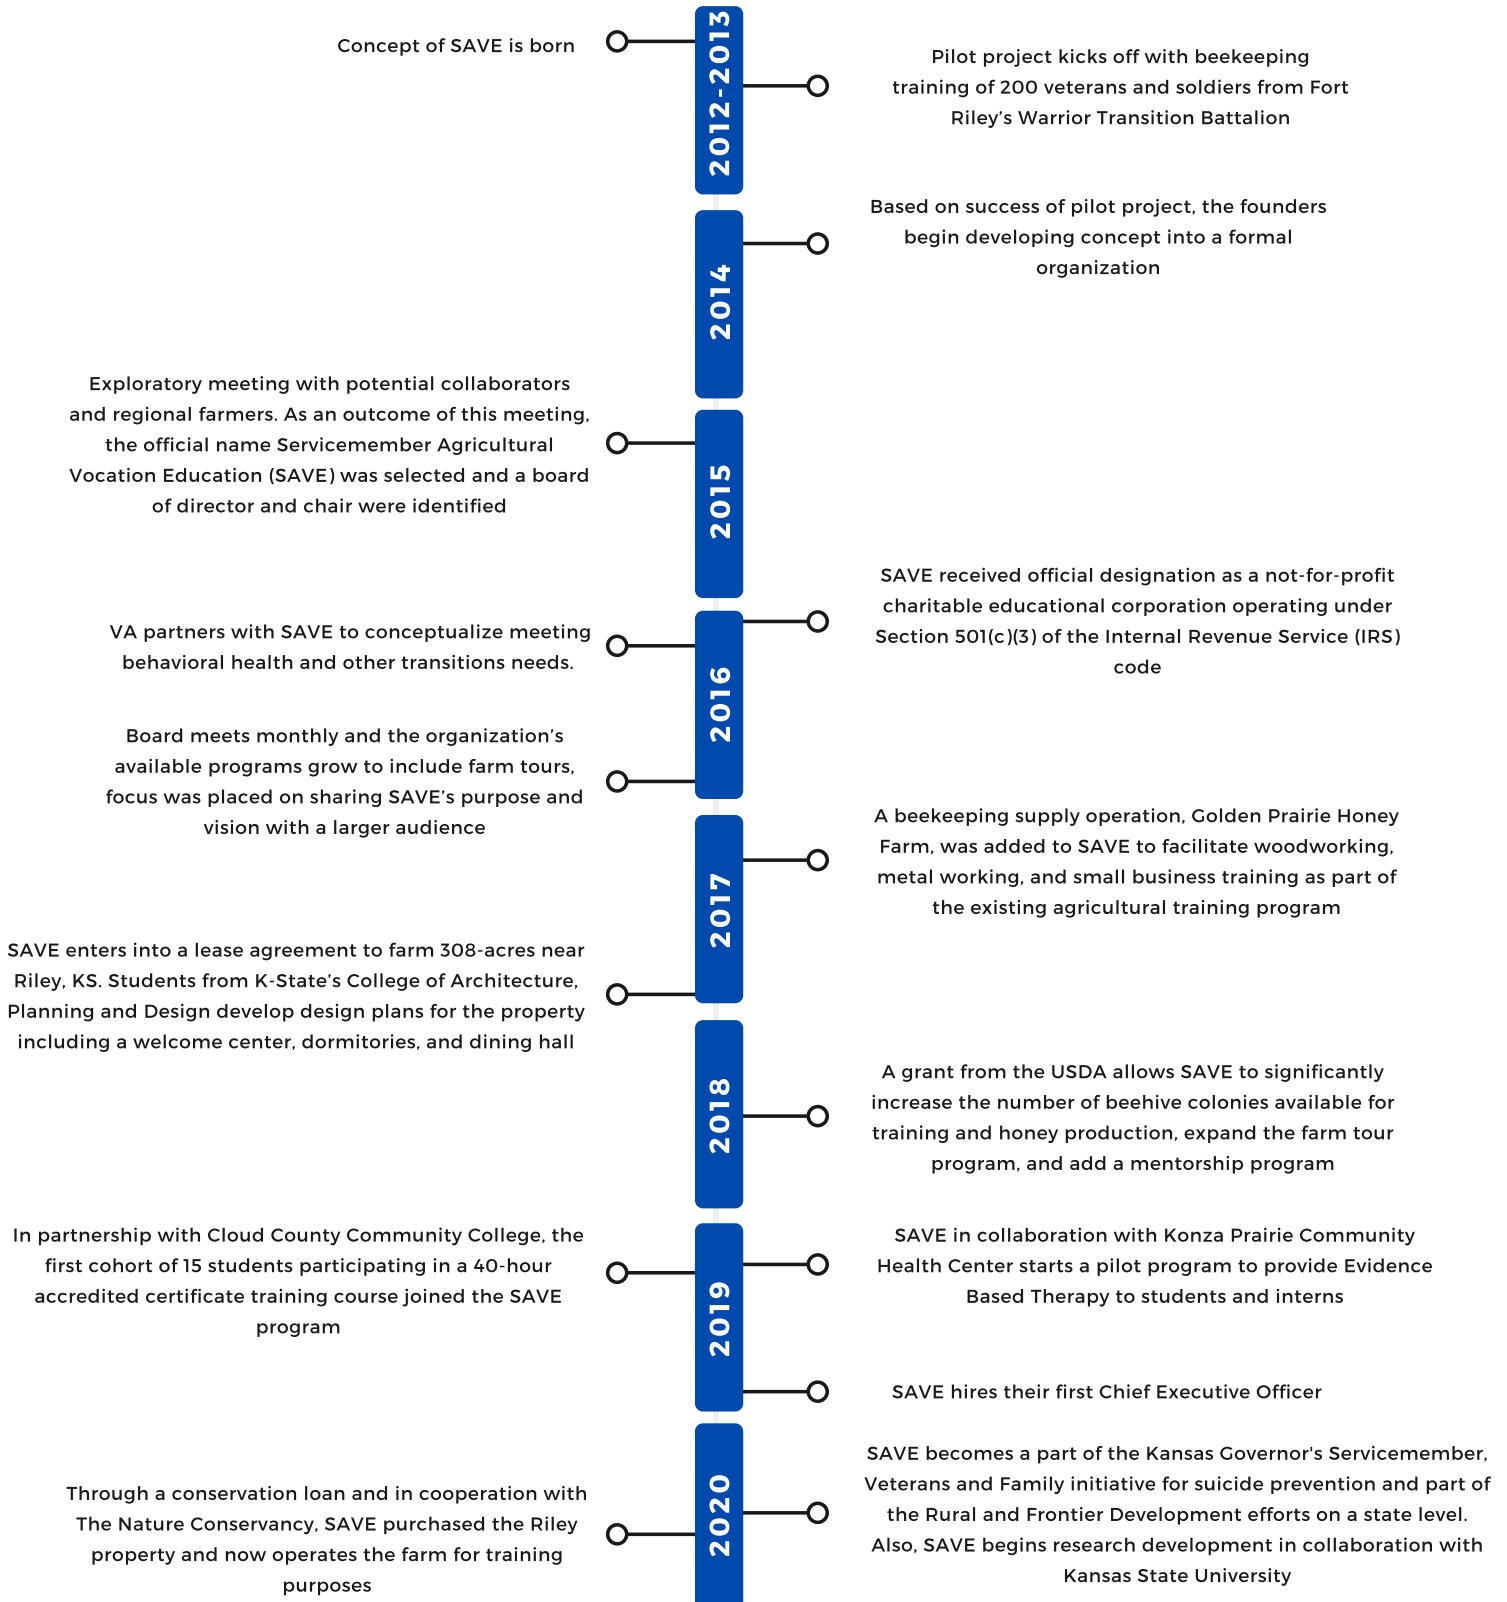 2012-2013
Concept of SAVE is born
Pilot project kicks off with beekeeping
training of 200 veterans and soldiers from Fort
Riley’s Warrior Transition Battalion
2014
Based on success of pilot project, the founders
begin developing concept into a formal
organization
2015
Exploratory meeting with potential collaborators
and regional farmers. As an outcome of this meeting,
the official name Servicemember Agricultural
Vocation Education (SAVE) was selected and a board
of director and chair were identified
2016
SAVE received official designation as a not-for-profit
charitable educational corporation operating under
Section 501(c)(3) of the Internal Revenue Service (IRS)
code
VA partners with SAVE to conceptualize meeting
behavioral health and other transitions needs.
Board meets monthly and the organization’s
available programs grow to include farm tours,
focus was placed on sharing SAVE’s purpose and
vision with a larger audience
2017
A beekeeping supply operation, Golden Prairie Honey
Farm, was added to SAVE to facilitate woodworking,
metal working, and small business training as part of
the existing agricultural training program
SAVE enters into a lease agreement to farm 308-acres near
Riley, KS. Students from K-State’s College of Architecture,
Planning and Design develop design plans for the property
including a welcome center, dormitories, and dining hall
2018
A grant from the USDA allows SAVE to significantly
increase the number of beehive colonies available for
training and honey production, expand the farm tour
program, and add a mentorship program
2019
In partnership with Cloud County Community College, the
first cohort of 15 students participating in a 40-hour
accredited certificate training course joined the SAVE
program
SAVE in collaboration with Konza Prairie Community
Health Center starts a pilot program to provide Evidence
Based Therapy to students and interns
SAVE hires their first Chief Executive Officer
2020
SAVE becomes a part of the Kansas Governor's Servicemember,
Veterans and Family initiative for suicide prevention and part of
the Rural and Frontier Development efforts on a state level.
Also, SAVE begins research development in collaboration with
Kansas State University
Through a conservation loan and in cooperation with
The Nature Conservancy, SAVE purchased the Riley
property and now operates the farm for training
purposes